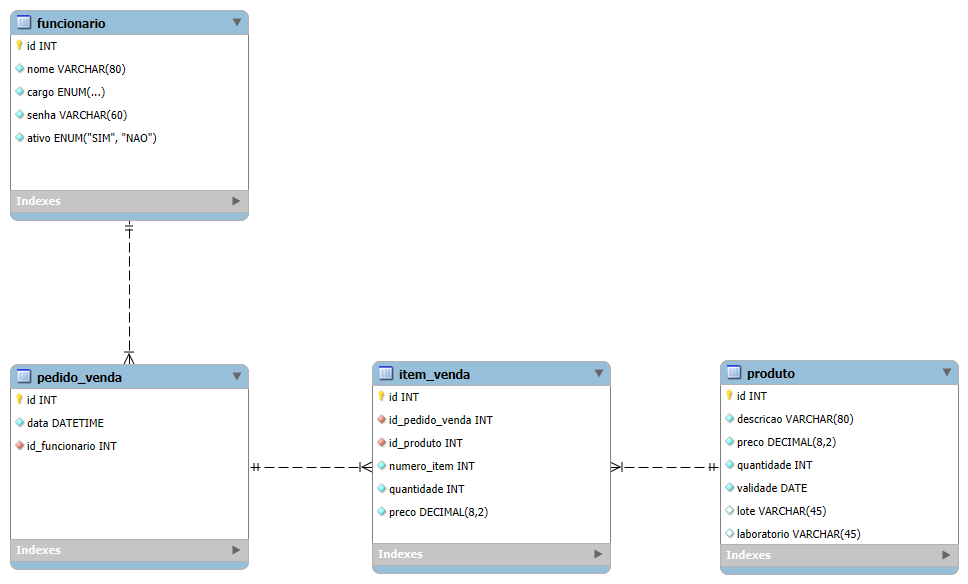 funcionario
id INT
nome VARCHAR(80)
cargo ENUM(...)
senha VARCHAR(60)
ativo ENUM("SIM", "NAO")
Indexes
pedido_venda
id INT
data DATETIME
id_funcionario INT
Indexes
item_venda
id INT
id_pedido_venda INT
id_produto INT
numero_item INT
quantidade INT
preco DECIMAL(8,2)
Indexes
produto
id INT
descricao VARCHAR(80)
preco DECIMAL(8,2)
quantidade INT
validade DATE
lote VARCHAR(45)
laboratorio VARCHAR(45)
Indexes